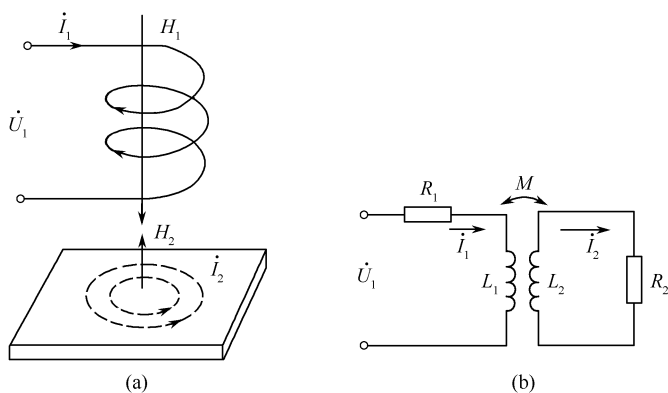 İ₁
H₁
U̇₁
H₂
İ₂
(a)
M
R₁
İ₁
İ₂
U̇₁
L₁
L₂
R₂
(b)